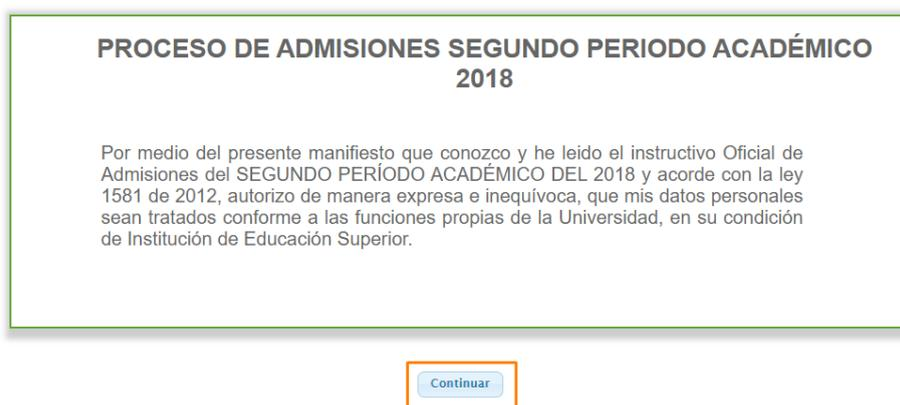 PROCESO DE ADMISIONES SEGUNDO PERIODO ACADÉMICO
2018
Por medio del presente manifiesto que conozco y he leido el instructivo Oficial de
Admisiones del SEGUNDO PERÍODO ACADÉMICO DEL 2018 y acorde con la ley
1581 de 2012, autorizo de manera expresa e inequívoca, que mis datos personales
sean tratados conforme a las funciones propias de la Universidad, en su condición
de Institución de Educación Superior.
Continuar